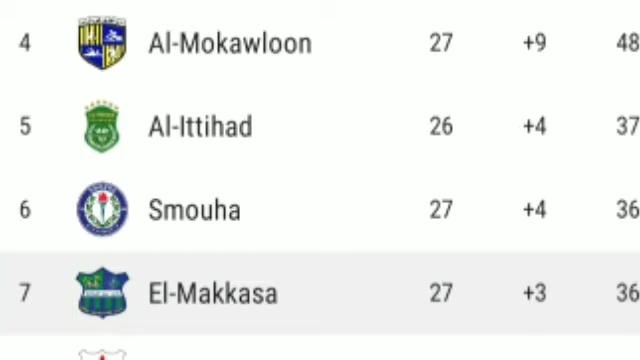 4 Al-Mokawloon 27 +9 48
5 Al-Ittihad 26 +4 37
6 Smouha 27 +4 36
7 El-Makkasa 27 +3 36